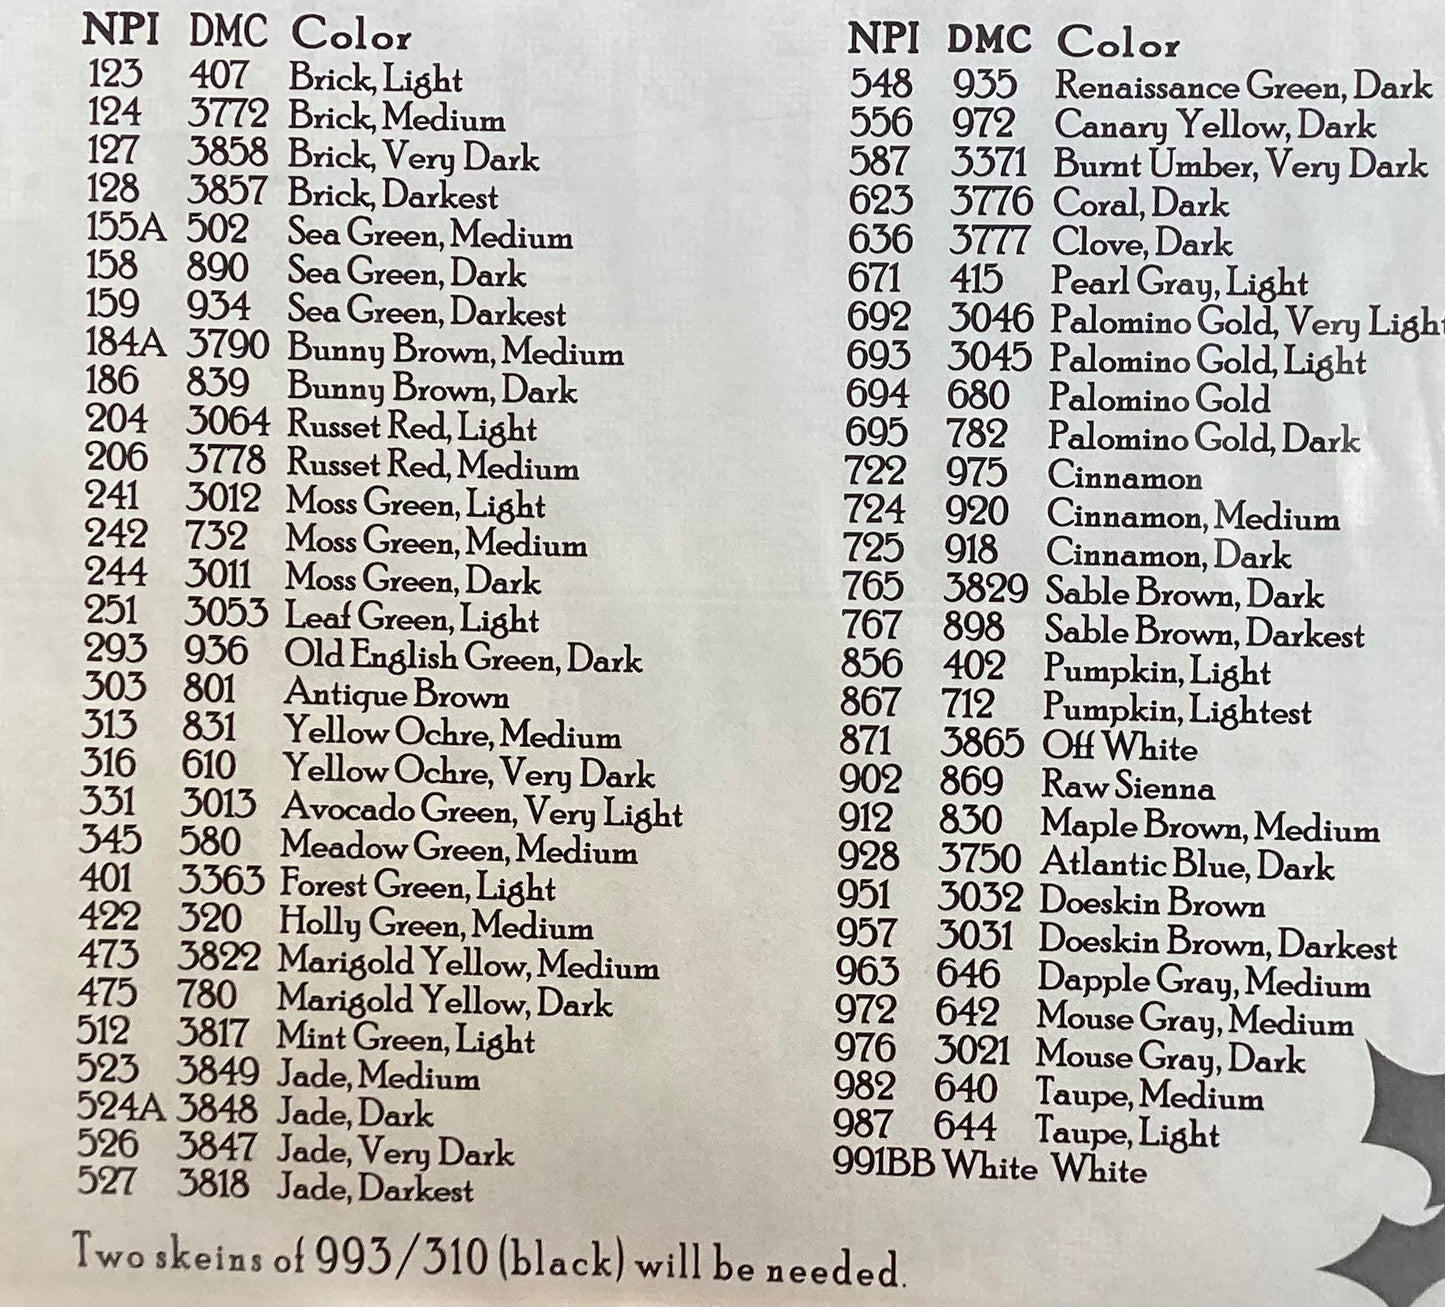 NPI DMC Color
123 407 Brick, Light
124 3772 Brick, Medium
127 3858 Brick, Very Dark
128 3857 Brick, Darkest
155A 502 Sea Green, Medium
158 890 Sea Green, Dark
159 934 Sea Green, Darkest
184A 3790 Bunny Brown, Medium
186 839 Bunny Brown, Dark
204 3064 Russet Red, Light
206 3778 Russet Red, Medium
241 3012 Moss Green, Light
242 732 Moss Green, Medium
244 3011 Moss Green, Dark
251 3053 Leaf Green, Light
293 936 Old English Green, Dark
303 801 Antique Brown
313 831 Yellow Ochre, Medium
316 610 Yellow Ochre, Very Dark
331 3013 Avocado Green, Very Light
345 580 Meadow Green, Medium
401 3363 Forest Green, Light
422 320 Holly Green, Medium
473 3822 Marigold Yellow, Medium
475 780 Marigold Yellow, Dark
512 3817 Mint Green, Light
523 3849 Jade, Medium
524A 3848 Jade, Dark
526 3847 Jade, Very Dark
527 3818 Jade, Darkest
NPI DMC Color
548 935 Renaissance Green, Dark
556 972 Canary Yellow, Dark
587 3371 Burnt Umber, Very Dark
623 3776 Coral, Dark
636 3777 Clove, Dark
671 415 Pearl Gray, Light
692 3046 Palomino Gold, Very Light
693 3045 Palomino Gold, Light
694 680 Palomino Gold
695 782 Palomino Gold, Dark
722 975 Cinnamon
724 920 Cinnamon, Medium
725 918 Cinnamon, Dark
765 3829 Sable Brown, Dark
767 898 Sable Brown, Darkest
856 402 Pumpkin, Light
867 712 Pumpkin, Lightest
871 3865 Off White
902 869 Raw Sienna
912 830 Maple Brown, Medium
928 3750 Atlantic Blue, Dark
951 3032 Doeskin Brown
957 3031 Doeskin Brown, Darkest
963 646 Dapple Gray, Medium
972 642 Mouse Gray, Medium
976 3021 Mouse Gray, Dark
982 640 Taupe, Medium
987 644 Taupe, Light
991BB White White
Two skeins of 993/310 (black) will be needed.